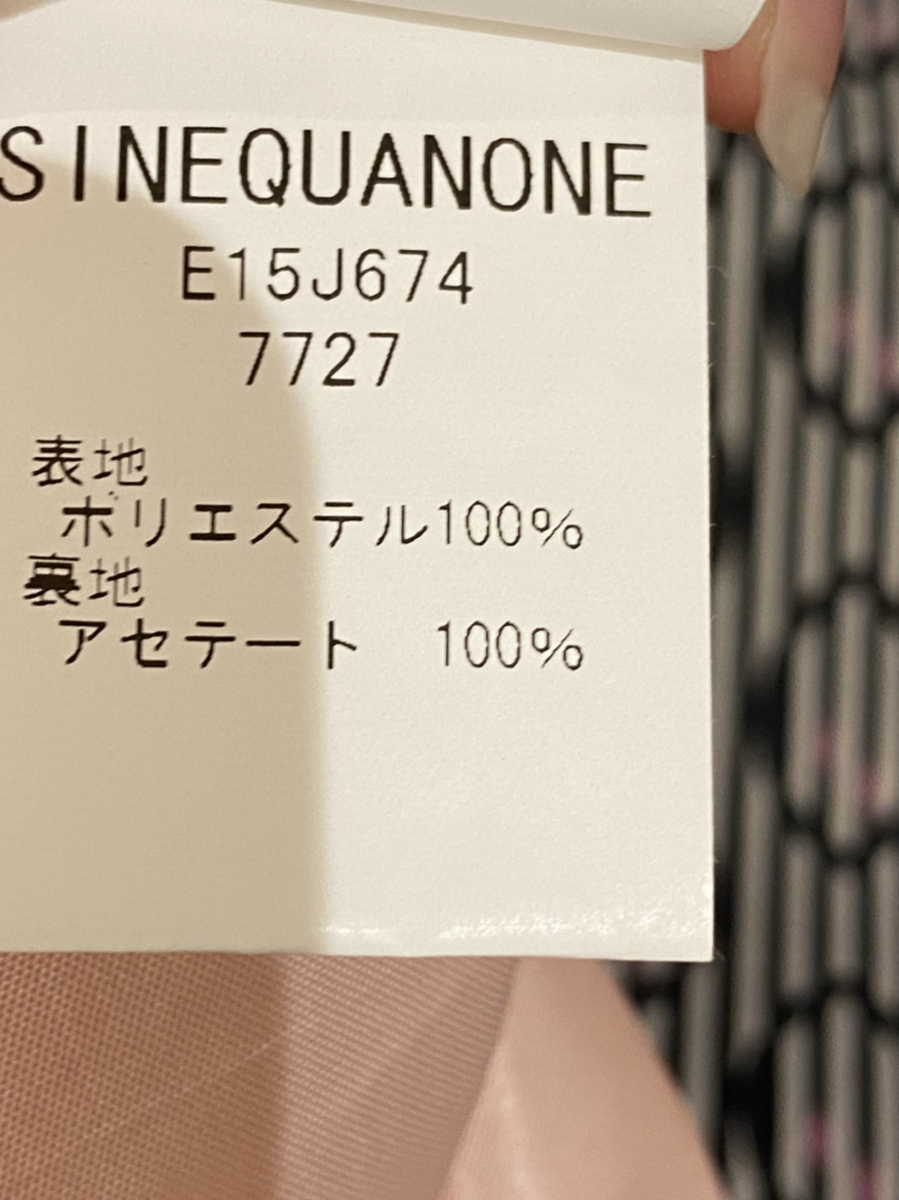 SINEQUANONE
E15J674
7727
表地
ポリエステル100%
裏地
アセテート 100%